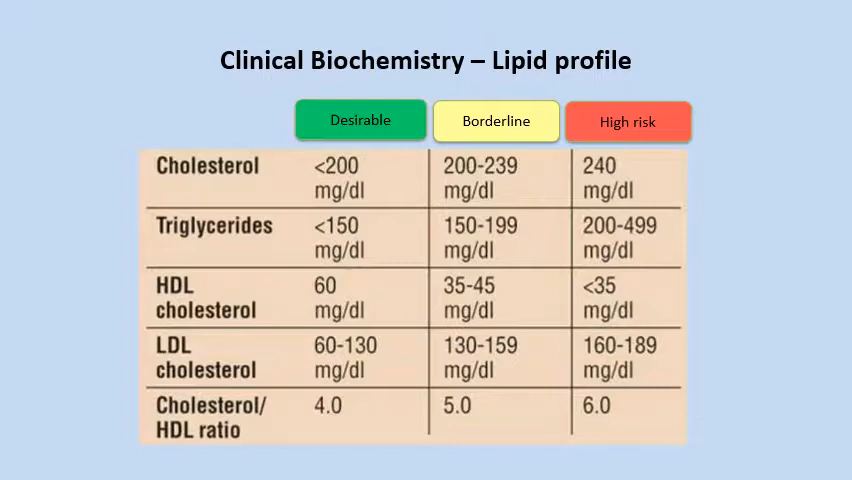 Clinical Biochemistry – Lipid profile
Desirable Borderline High risk
Cholesterol <200 200-239 240
mg/dl mg/dl mg/dl
Triglycerides <150 150-199 200-499
mg/dl mg/dl mg/dl
HDL 60 35-45 <35
cholesterol mg/dl mg/dl mg/dl
LDL 60-130 130-159 160-189
cholesterol mg/dl mg/dl mg/dl
Cholesterol/ 4.0 5.0 6.0
HDL ratio